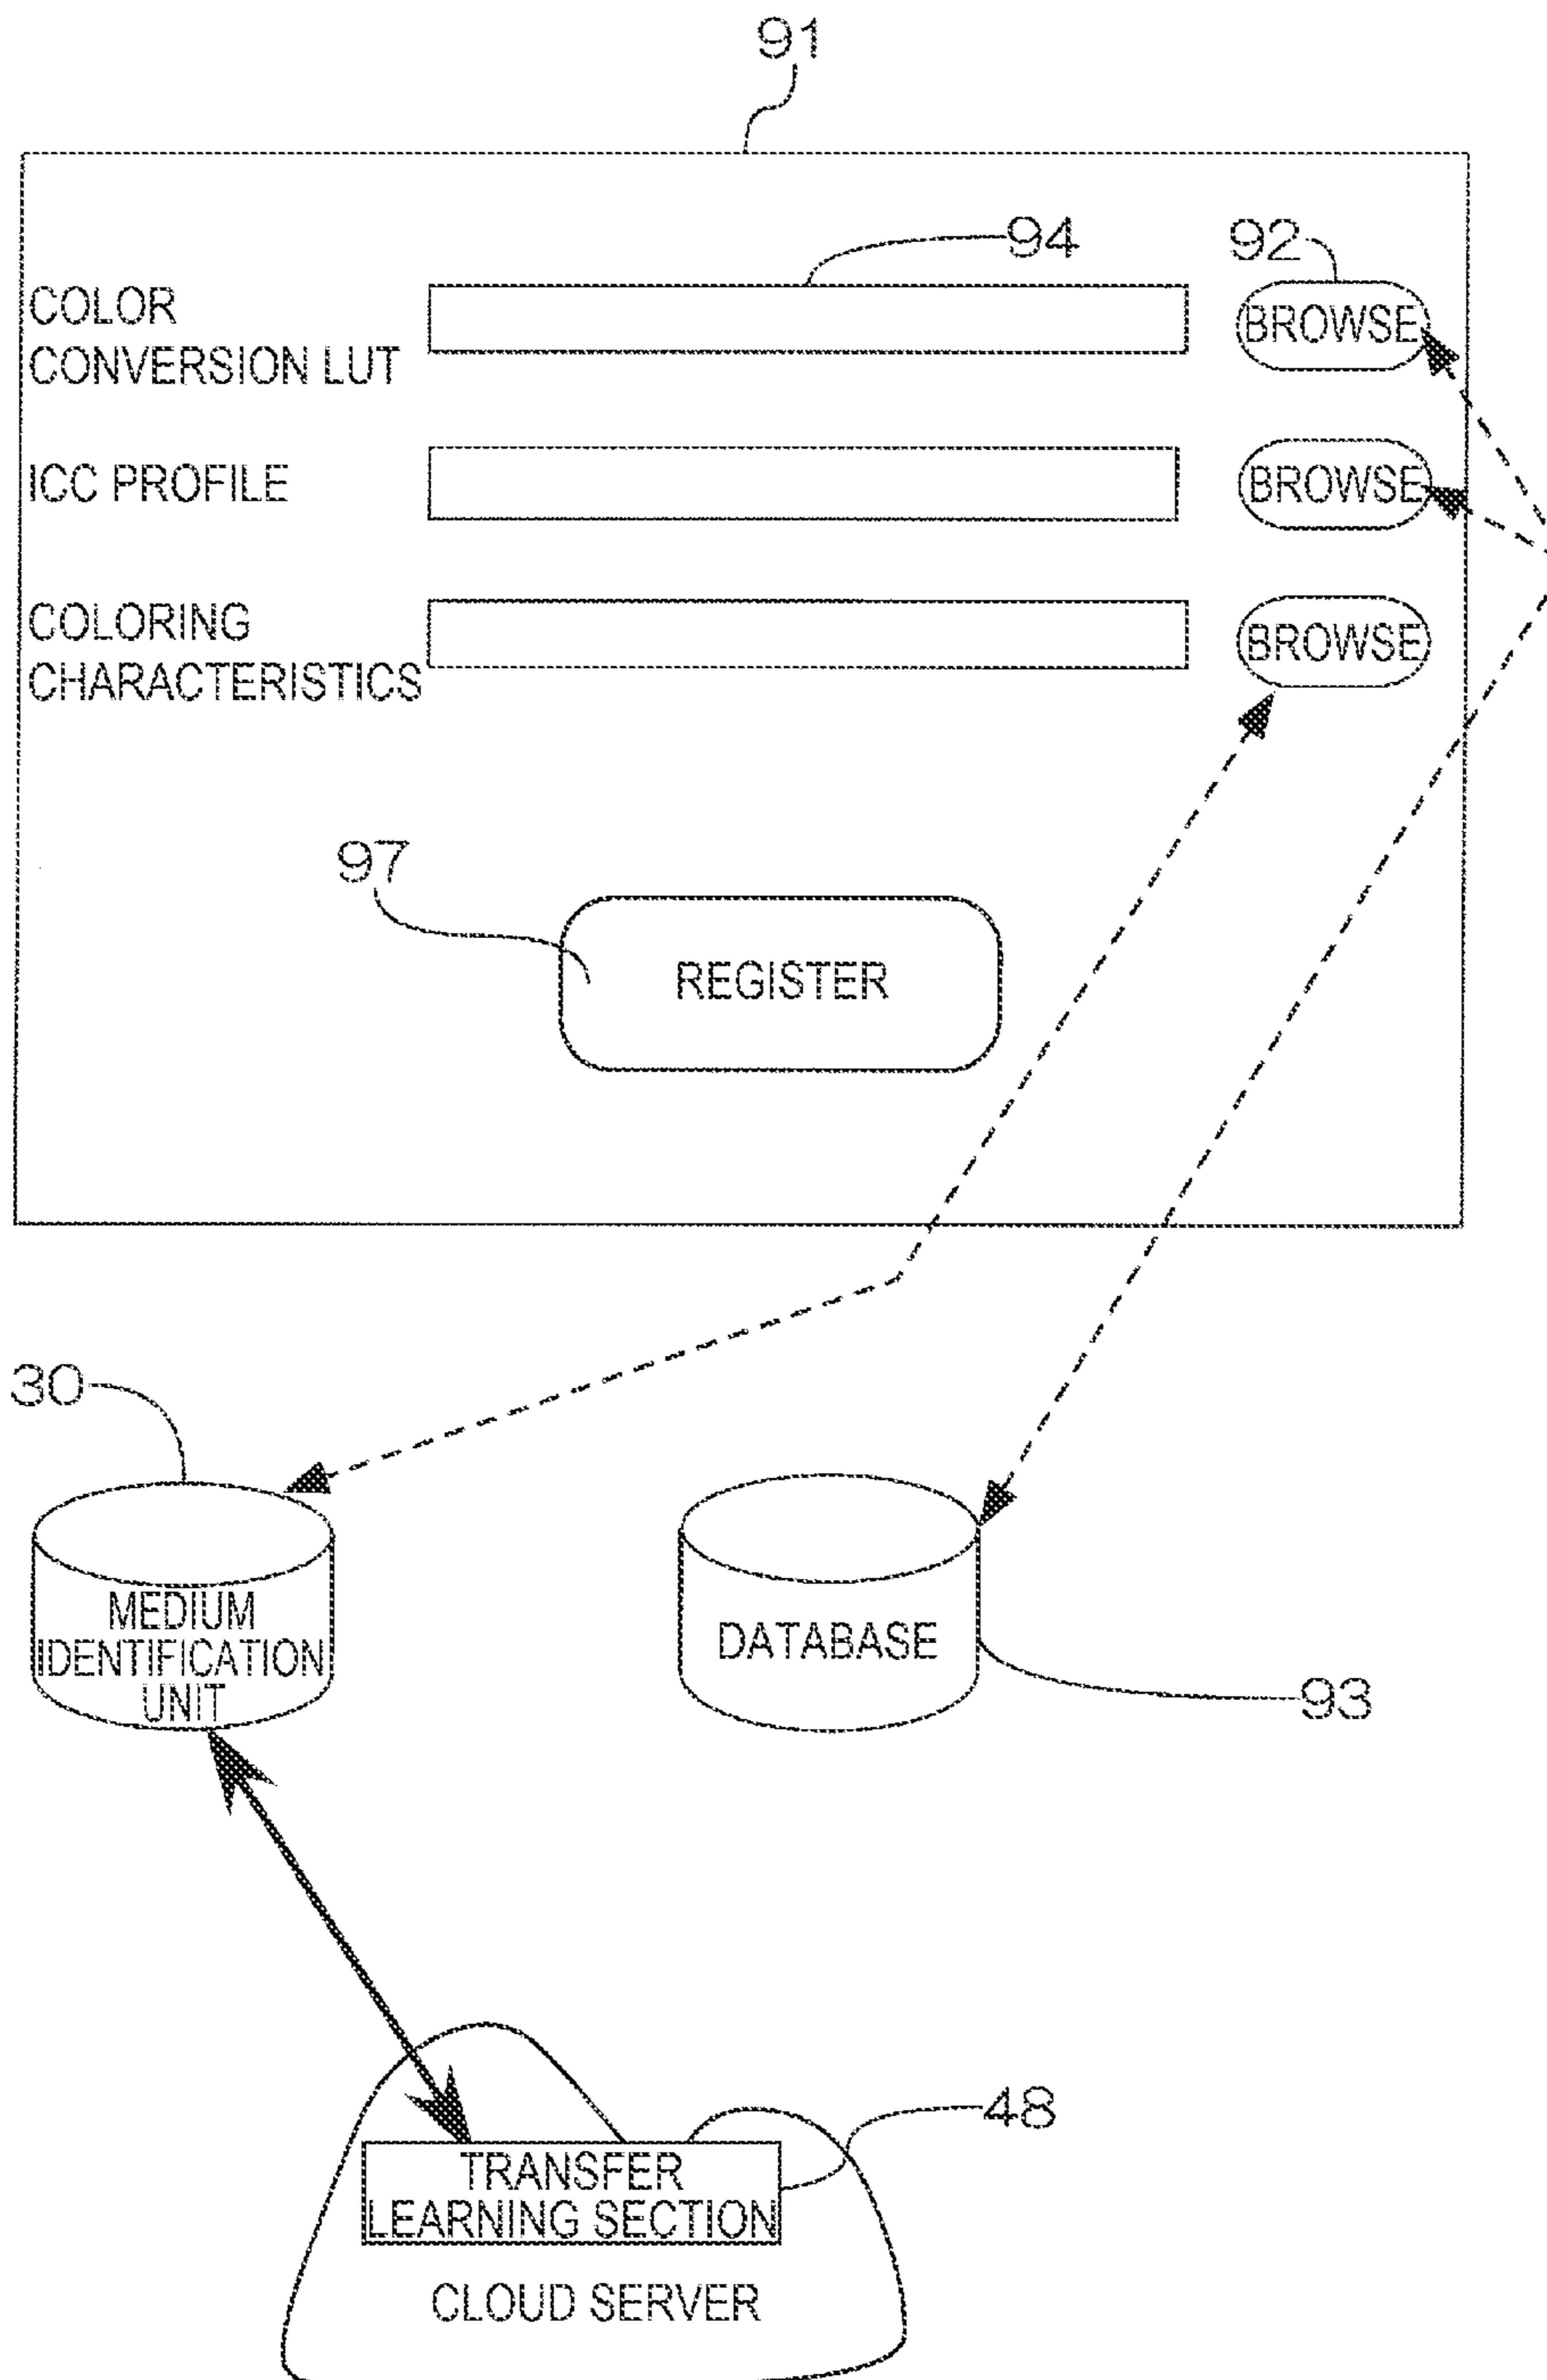 91
94
92
COLOR
CONVERSION LUT
BROWSE
ICC PROFILE
BROWSE
COLORING
CHARACTERISTICS
BROWSE
97
REGISTER
30
MEDIUM
IDENTIFICATION
UNIT
DATABASE
93
48
TRANSFER
LEARNING SECTION
CLOUD SERVER